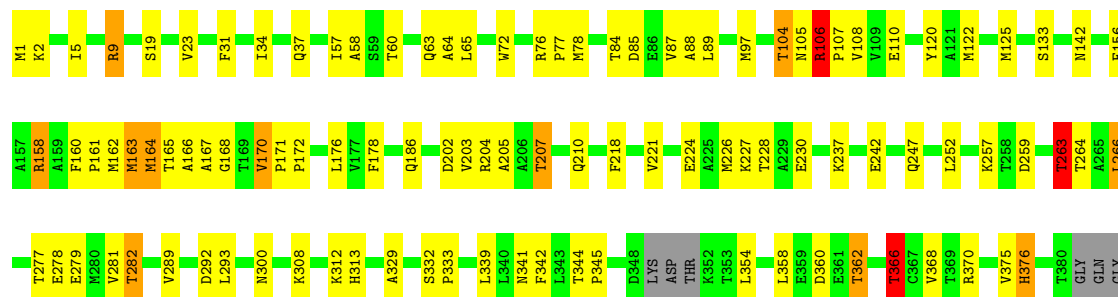 M1 K2 I5 R9 S19 V23 F31 I34 Q37 I57 A58 S59 T60 Q63 A64 L65 W72 R76 P77 M78 T84 D85 E86 V87 A88 L89 M97 T104 N105 R106 P107 V108 V109 E110 Y120 A121 M122 M125 S133 N142 E156
A157 R158 A159 F160 P161 M162 M163 M164 T165 A166 A167 G168 T169 V170 P171 P172 L176 V177 F178 Q186 D202 V203 R204 A205 A206 T207 Q210 F218 V221 E224 A225 M226 K227 T228 A229 E230 K237 E242 Q247 L252 K257 T258 D259 T263 T264 A265 L266
T277 E278 E279 M280 V281 T282 V289 D292 L293 N300 K308 K312 H313 A329 S332 P333 L339 L340 N341 F342 L343 T344 P345 D348 LYS ASP THR K352 T353 L354 L358 E359 D360 E361 T362 T366 C367 V368 T369 R370 V375 H376 T380 GLY GLN